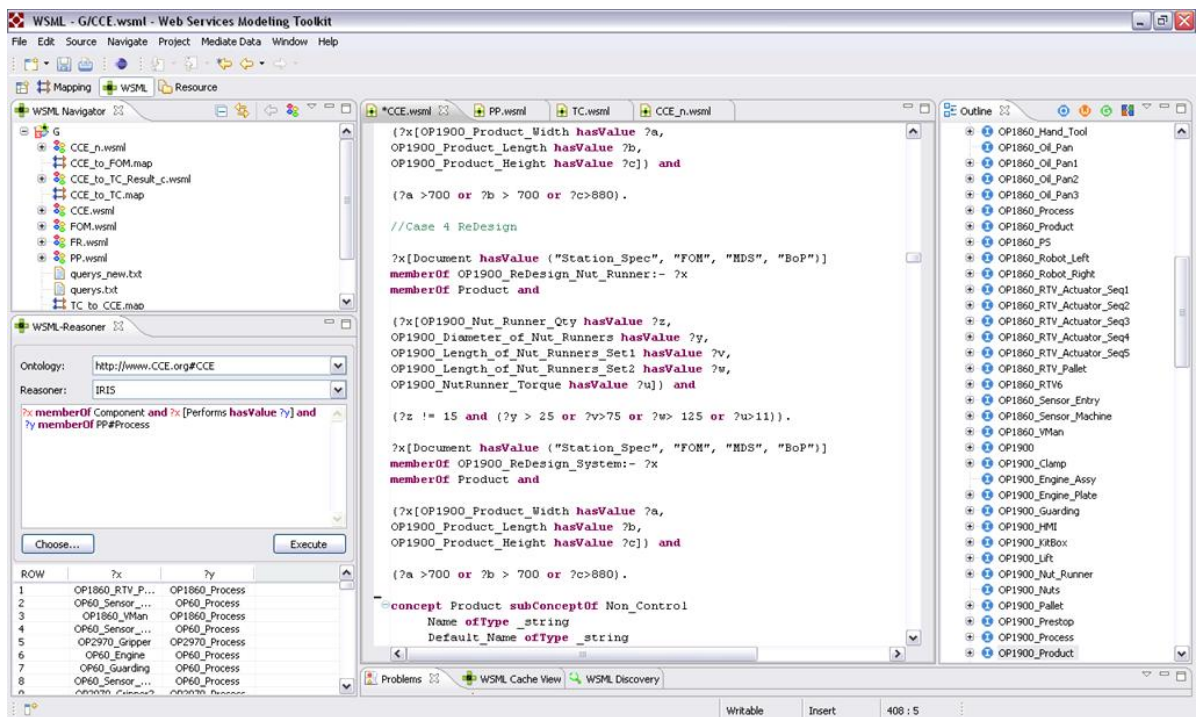 WSML - G/CCE.wsml - Web Services Modeling Toolkit
File Edit Source Navigate Project Mediate Data Window Help
Mapping WSML Resource
WSML Navigator
G
CCE_n.wsml
CCE_to_FOM.map
CCE_to_TC_Result_c.wsml
CCE_to_TC.map
CCE.wsml
FOM.wsml
FR.wsml
PP.wsml
querys_new.txt
querys.txt
TC_to_CCE.map
WSML-Reasoner
Ontology: http://www.CCE.org#CCE
Reasoner: IRIS
?x memberOf Component and ?x [Performs hasValue ?y] and
?y memberOf PP#Process
Choose... Execute
ROW ?x ?y
1 OP1860_RTV_P... OP1860_Process
2 OP60_Sensor_... OP60_Process
3 OP1860_VMan OP1860_Process
4 OP60_Sensor_... OP60_Process
5 OP2970_Gripper OP2970_Process
6 OP60_Engine OP60_Process
7 OP60_Guarding OP60_Process
8 OP60_Sensor_... OP60_Process
9 OP2970_Gripper2 OP2970_Process
*CCE.wsml PP.wsml TC.wsml CCE_n.wsml
(?x[OP1900_Product_Width hasValue ?a,
OP1900_Product_Length hasValue ?b,
OP1900_Product_Height hasValue ?c]) and
(?a >700 or ?b > 700 or ?c>880).
//Case 4 ReDesign
?x[Document hasValue ("Station_Spec", "FOM", "MDS", "BoP")]
memberOf OP1900_ReDesign_Nut_Runner:- ?x
memberOf Product and
(?x[OP1900_Nut_Runner_Qty hasValue ?z,
OP1900_Diameter_of_Nut_Runners hasValue ?y,
OP1900_Length_of_Nut_Runners_Set1 hasValue ?v,
OP1900_Length_of_Nut_Runners_Set2 hasValue ?w,
OP1900_NutRunner_Torque hasValue ?u]) and
(?z != 15 and (?y > 25 or ?v>75 or ?w> 125 or ?u>11)).
?x[Document hasValue ("Station_Spec", "FOM", "MDS", "BoP")]
memberOf OP1900_ReDesign_System:- ?x
memberOf Product and
(?x[OP1900_Product_Width hasValue ?a,
OP1900_Product_Length hasValue ?b,
OP1900_Product_Height hasValue ?c]) and
(?a >700 or ?b > 700 or ?c>880).
concept Product subConceptOf Non_Control
Name ofType _string
Default_Name ofType _string
Problems WSML Cache View WSML Discovery
Outline
OP1860_Hand_Tool
OP1860_Oil_Pan
OP1860_Oil_Pan1
OP1860_Oil_Pan2
OP1860_Oil_Pan3
OP1860_Process
OP1860_Product
OP1860_PS
OP1860_Robot_Left
OP1860_Robot_Right
OP1860_RTV_Actuator_Seq1
OP1860_RTV_Actuator_Seq2
OP1860_RTV_Actuator_Seq3
OP1860_RTV_Actuator_Seq4
OP1860_RTV_Actuator_Seq5
OP1860_RTV_Pallet
OP1860_RTV6
OP1860_Sensor_Entry
OP1860_Sensor_Machine
OP1860_VMan
OP1900
OP1900_Clamp
OP1900_Engine_Assy
OP1900_Engine_Plate
OP1900_Guarding
OP1900_HMI
OP1900_KitBox
OP1900_Lift
OP1900_Nut_Runner
OP1900_Nuts
OP1900_Pallet
OP1900_Prestop
OP1900_Process
OP1900_Product
Writable Insert 408 : 5